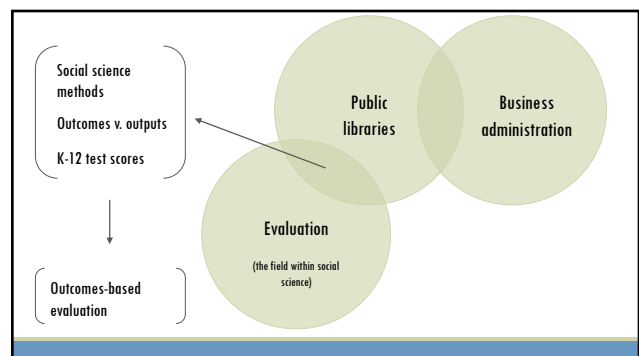 Social science
methods
Outcomes v. outputs
K-12 test scores
Outcomes-based
evaluation
Public
libraries
Business
administration
Evaluation
(the field within social
science)